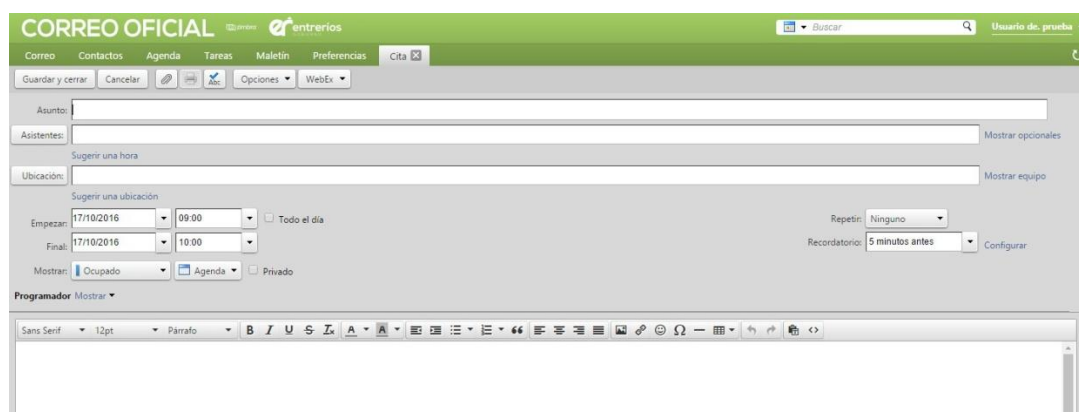 CORREO OFICIAL entrerios Buscar Usuario de. prueba
Correo Contactos Agenda Tareas Maletín Preferencias Cita
Guardar y cerrar Cancelar Abc Opciones WebEx
Asunto:
Asistentes: Mostrar opcionales
Sugerir una hora
Ubicación: Mostrar equipo
Sugerir una ubicación
Empezar: 17/10/2016 09:00 Todo el día Repetir: Ninguno
Final: 17/10/2016 10:00 Recordatorio: 5 minutos antes Configurar
Mostrar: Ocupado Agenda Privado
Programador Mostrar
Sans Serif 12pt Párrafo B I U S Tx A A Ω